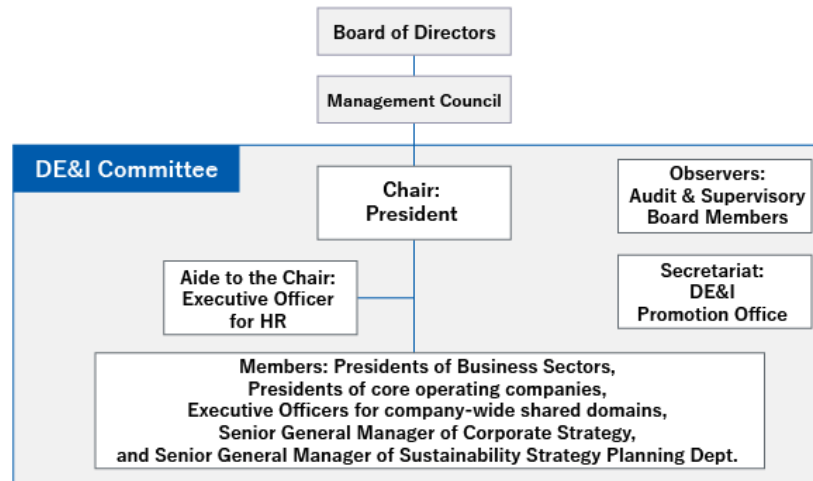 Board of Directors
Management Council
DE&I Committee
Chair:
President
Observers:
Audit & Supervisory
Board Members
Aide to the Chair:
Executive Officer
for HR
Secretariat:
DE&I
Promotion Office
Members: Presidents of Business Sectors,
Presidents of core operating companies,
Executive Officers for company-wide shared domains,
Senior General Manager of Corporate Strategy,
and Senior General Manager of Sustainability Strategy Planning Dept.